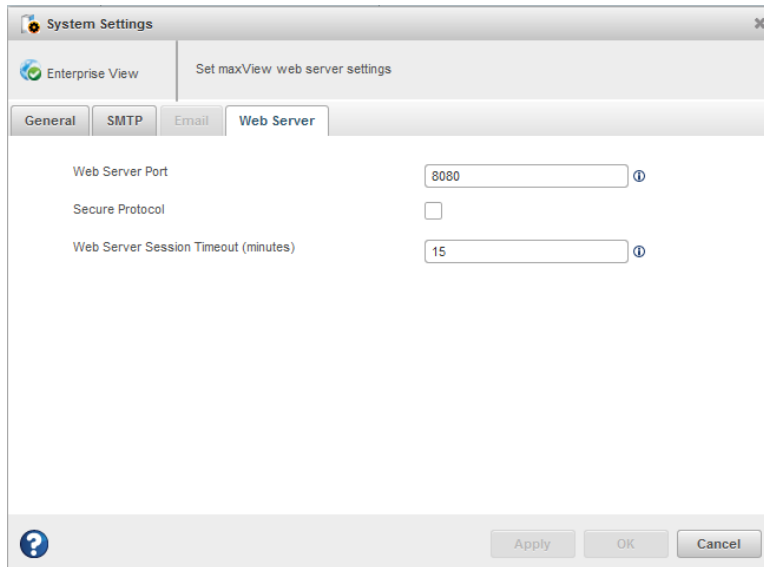 System Settings
Enterprise View
Set maxView web server settings
General SMTP Email Web Server
Web Server Port 8080
Secure Protocol
Web Server Session Timeout (minutes) 15
Apply OK Cancel